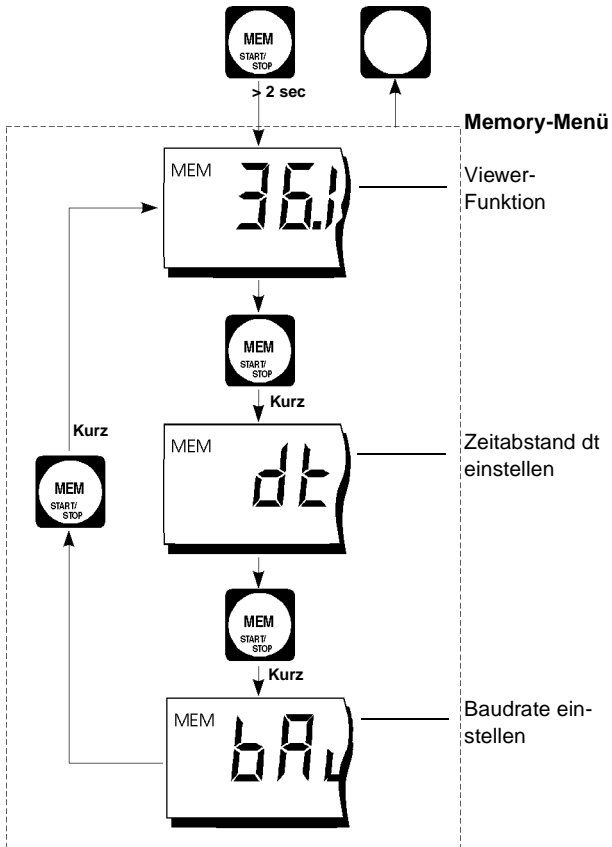 MEM
START/
STOP
> 2 sec
Memory-Menü
MEM 36.1
Viewer-
Funktion
MEM
START/
STOP
Kurz
Kurz
MEM dt
Zeitabstand dt
einstellen
MEM
START/
STOP
MEM
START/
STOP
Kurz
MEM bAu
Baudrate ein-
stellen